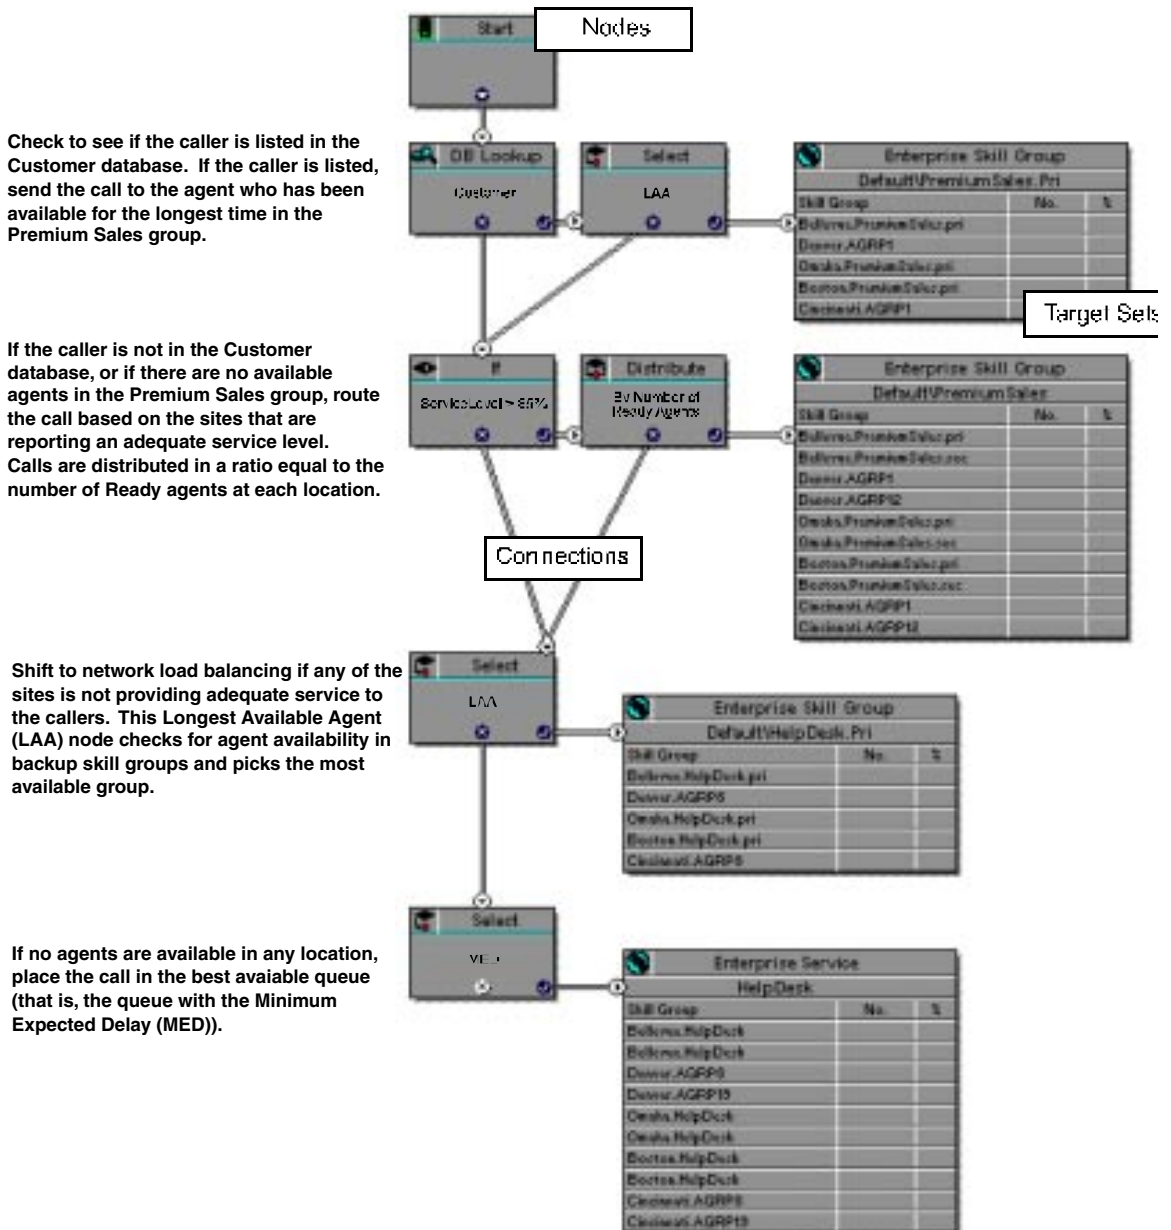 Start
Nodes
Check to see if the caller is listed in the
Customer database. If the caller is listed,
send the call to the agent who has been
available for the longest time in the
Premium Sales group.
DB Lookup
Customer
Select
LAA
Enterprise Skill Group
Default\PremiumSales.Pri
Skill Group No. %
Bellevue.PremiumSales.pri
Denver.AGRP1
Omaha.PremiumSales.pri
Boston.PremiumSales.pri
Cincinnati.AGRP1
Target Sets
If the caller is not in the Customer
database, or if there are no available
agents in the Premium Sales group, route
the call based on the sites that are
reporting an adequate service level.
Calls are distributed in a ratio equal to the
number of Ready agents at each location.
If
ServiceLevel > 85%
Distribute
By Number of
Ready Agents
Enterprise Skill Group
Default\PremiumSales
Skill Group No. %
Bellevue.PremiumSales.pri
Bellevue.PremiumSales.sec
Denver.AGRP1
Denver.AGRP12
Omaha.PremiumSales.pri
Omaha.PremiumSales.sec
Boston.PremiumSales.pri
Boston.PremiumSales.sec
Cincinnati.AGRP1
Cincinnati.AGRP12
Connections
Shift to network load balancing if any of the
sites is not providing adequate service to
the callers. This Longest Available Agent
(LAA) node checks for agent availability in
backup skill groups and picks the most
available group.
Select
LAA
Enterprise Skill Group
Default\HelpDesk.Pri
Skill Group No. %
Bellevue.HelpDesk.pri
Denver.AGRP6
Omaha.HelpDesk.pri
Boston.HelpDesk.pri
Cincinnati.AGRP6
If no agents are available in any location,
place the call in the best avaiable queue
(that is, the queue with the Minimum
Expected Delay (MED)).
Select
MED
Enterprise Service
HelpDesk
Skill Group No. %
Bellevue.HelpDesk
Bellevue.HelpDesk
Omaha.HelpDesk
Omaha.HelpDesk
Boston.HelpDesk
Boston.HelpDesk